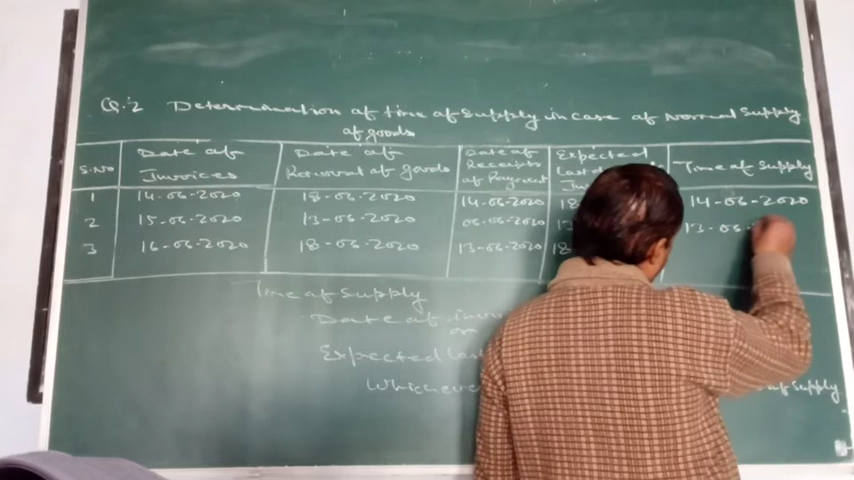 Q.2 Determination of time of Supply in case of Normal Supply
of goods
S.No Date of Invoices Date of Removal of goods Date of Receipts of Payment Expected Last Time of Supply
1 14-06-2020 18-06-2020 14-06-2020 18 14-06-2020
2 15-06-2020 13-06-2020 06-06-2020 13 13-06-
3 16-06-2020 18-06-2020 13-06-2020 18
Time of Supply
Date of
or
Expected Last
Whichever of Supply